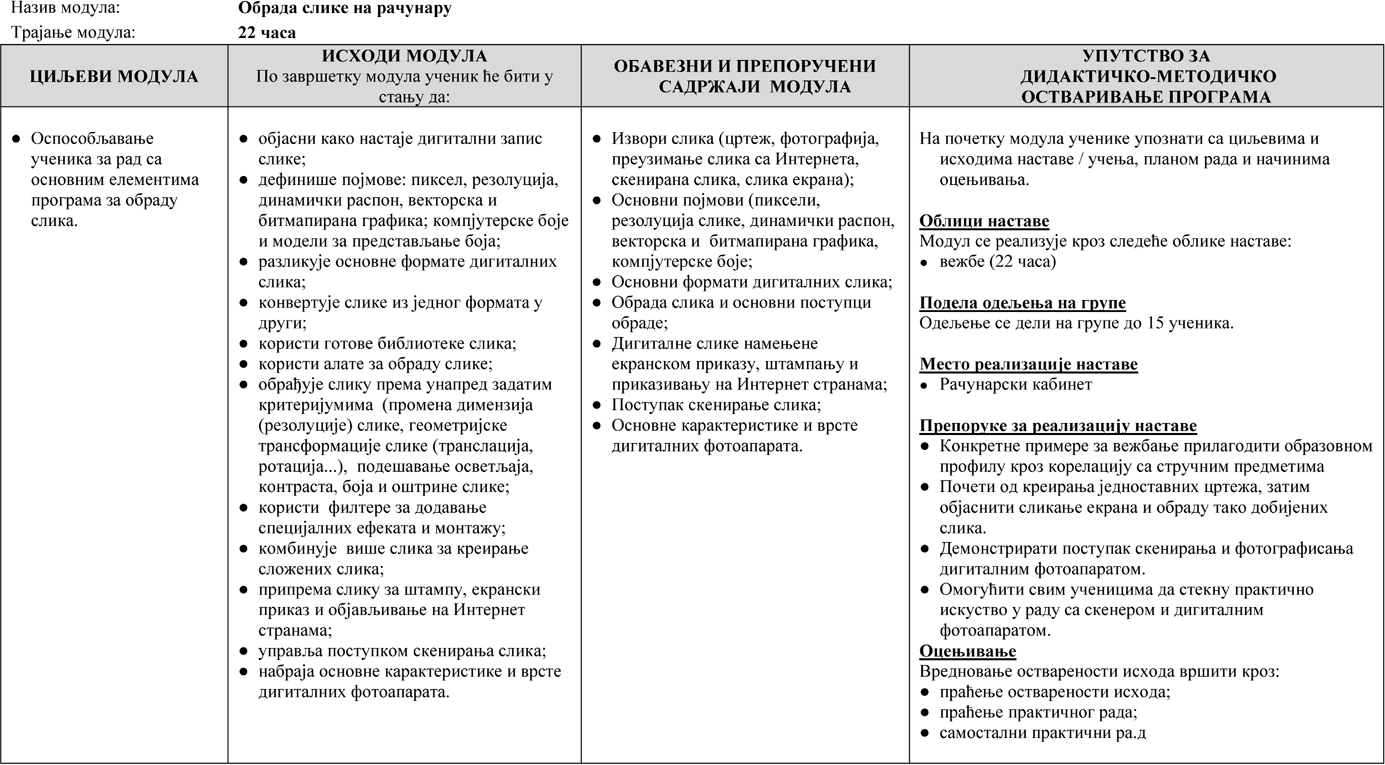 Назив модула: Обрада слике на рачунару
Трајање модула: 22 часа
ЦИЉЕВИ МОДУЛА
ИСХОДИ МОДУЛА
По завршетку модула ученик ће бити у
стању да:
ОБАВЕЗНИ И ПРЕПОРУЧЕНИ
САДРЖАЈИ МОДУЛА
УПУТСТВО ЗА
ДИДАКТИЧКО-МЕТОДИЧКО
ОСТВАРИВАЊЕ ПРОГРАМА
● Оспособљавање
ученика за рад са
основним елементима
програма за обраду
слика.
● објасни како настаје дигитални запис
слике;
● дефинише појмове: пиксел, резолуција,
динамички распон, векторска и
битмапирана графика; компјутерске боје
и модели за представљање боја;
● разликује основне формате дигиталних
слика;
● конвертује слике из једног формата у
други;
● користи готове библиотеке слика;
● користи алате за обраду слике;
● обрађује слику према унапред задатим
критеријумима (промена димензија
(резолуције) слике, геометријске
трансформације слике (транслација,
ротација...), подешавање осветљаја,
контраста, боја и оштрине слике;
● користи филтере за додавање
специјалних ефеката и монтажу;
● комбинује више слика за креирање
сложених слика;
● припрема слику за штампу, екрански
приказ и објављивање на Интернет
странама;
● управља поступком скенирања слика;
● набраја основне карактеристике и врсте
дигиталних фотоапарата.
● Извори слика (цртеж, фотографија,
преузимање слика са Интернета,
скенирана слика, слика екрана);
● Основни појмови (пиксели,
резолуција слике, динамички распон,
векторска и битмапирана графика,
компјутерске боје;
● Основни формати дигиталних слика;
● Обрада слика и основни поступци
обраде;
● Дигиталне слике намењене
екранском приказу, штампању и
приказивању на Интернет странама;
● Поступак скенирање слика;
● Основне карактеристике и врсте
дигиталних фотоапарата.
На почетку модула ученике упознати са циљевима и
исходима наставе / учења, планом рада и начинима
оцењивања.
Облици наставе
Модул се реализује кроз следеће облике наставе:
● вежбе (22 часа)
Подела одељења на групе
Одељење се дели на групе до 15 ученика.
Место реализације наставе
● Рачунарски кабинет
Препоруке за реализацију наставе
● Конкретне примере за вежбање прилагодити образовном
профилу кроз корелацију са стручним предметима
● Почети од креирања једноставних цртежа, затим
објаснити сликање екрана и обраду тако добијених
слика.
● Демонстрирати поступак скенирања и фотографисања
дигиталним фотоапаратом.
● Омогућити свим ученицима да стекну практично
искуство у раду са скенером и дигиталним
фотоапаратом.
Оцењивање
Вредновање остварености исхода вршити кроз:
● праћење остварености исхода;
● праћење практичног рада;
● самостални практични ра.д